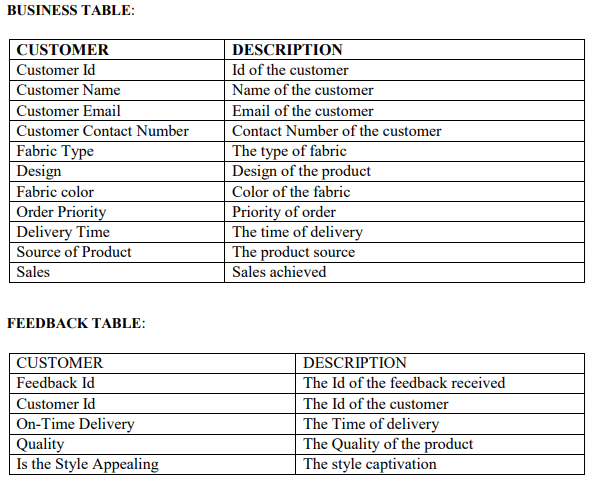 BUSINESS TABLE:
CUSTOMER DESCRIPTION
Customer Id Id of the customer
Customer Name Name of the customer
Customer Email Email of the customer
Customer Contact Number Contact Number of the customer
Fabric Type The type of fabric
Design Design of the product
Fabric color Color of the fabric
Order Priority Priority of order
Delivery Time The time of delivery
Source of Product The product source
Sales Sales achieved
FEEDBACK TABLE:
CUSTOMER DESCRIPTION
Feedback Id The Id of the feedback received
Customer Id The Id of the customer
On-Time Delivery The Time of delivery
Quality The Quality of the product
Is the Style Appealing The style captivation